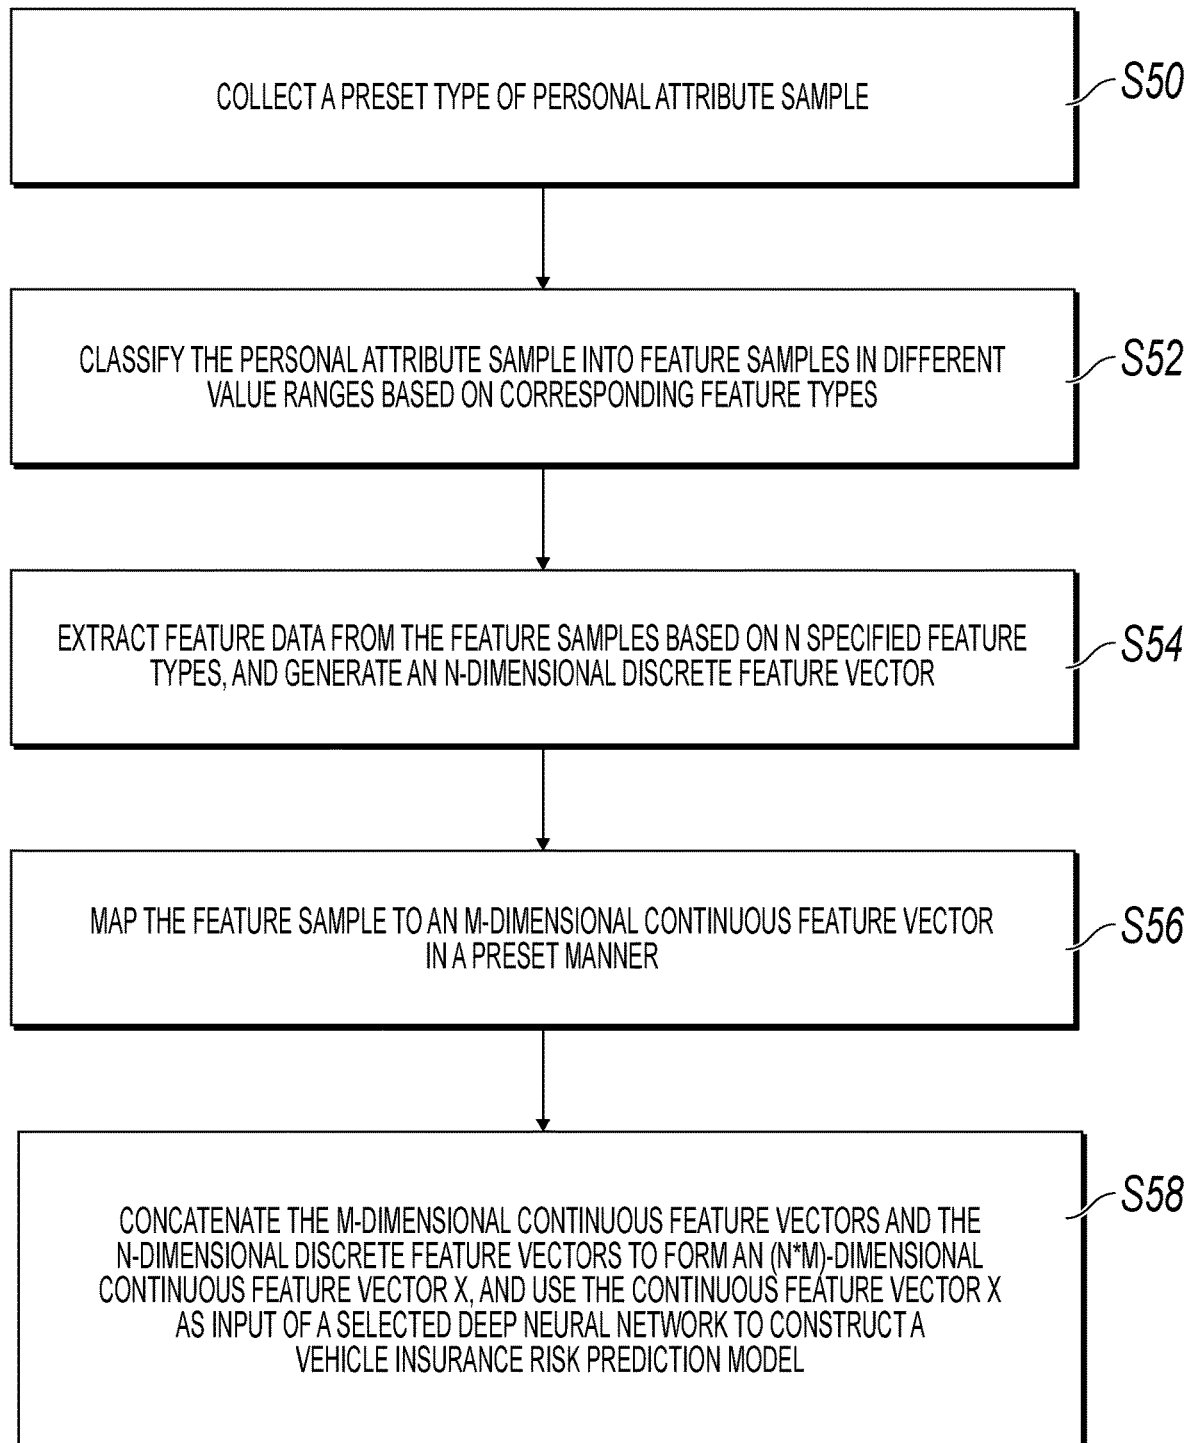 COLLECT A PRESET TYPE OF PERSONAL ATTRIBUTE SAMPLE
S50
CLASSIFY THE PERSONAL ATTRIBUTE SAMPLE INTO FEATURE SAMPLES IN DIFFERENT
VALUE RANGES BASED ON CORRESPONDING FEATURE TYPES
S52
EXTRACT FEATURE DATA FROM THE FEATURE SAMPLES BASED ON N SPECIFIED FEATURE
TYPES, AND GENERATE AN N-DIMENSIONAL DISCRETE FEATURE VECTOR
S54
MAP THE FEATURE SAMPLE TO AN M-DIMENSIONAL CONTINUOUS FEATURE VECTOR
IN A PRESET MANNER
S56
CONCATENATE THE M-DIMENSIONAL CONTINUOUS FEATURE VECTORS AND THE
N-DIMENSIONAL DISCRETE FEATURE VECTORS TO FORM AN (N*M)-DIMENSIONAL
CONTINUOUS FEATURE VECTOR X, AND USE THE CONTINUOUS FEATURE VECTOR X
AS INPUT OF A SELECTED DEEP NEURAL NETWORK TO CONSTRUCT A
VEHICLE INSURANCE RISK PREDICTION MODEL
S58